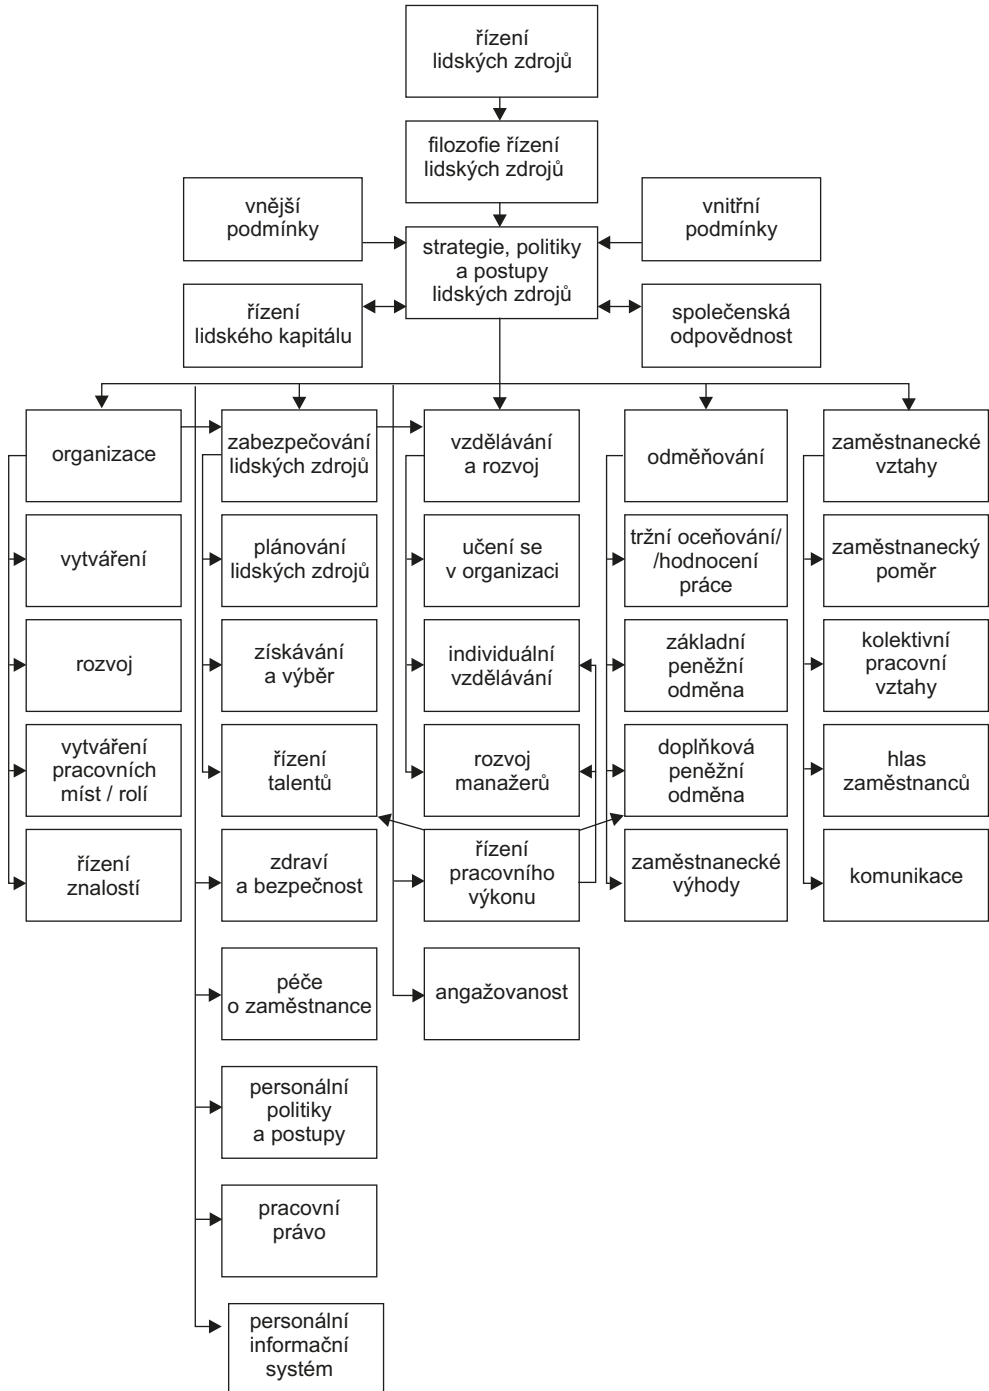 řízení
lidských zdrojů
filozofie řízení
lidských zdrojů
vnější
podmínky
vnitřní
podmínky
strategie, politiky
a postupy
lidských zdrojů
řízení
lidského kapitálu
společenská
odpovědnost
organizace
zabezpečování
lidských zdrojů
vzdělávání
a rozvoj
odměňování
zaměstnanecké
vztahy
vytváření
plánování
lidských zdrojů
učení se
v organizaci
tržní oceňování/
/hodnocení
práce
zaměstnanecký
poměr
rozvoj
získávání
a výběr
individuální
vzdělávání
základní
peněžní
odměna
kolektivní
pracovní
vztahy
vytváření
pracovních
míst / rolí
řízení
talentů
rozvoj
manažerů
doplňková
peněžní
odměna
hlas
zaměstnanců
řízení
znalostí
zdraví
a bezpečnost
řízení
pracovního
výkonu
zaměstnanecké
výhody
komunikace
péče
o zaměstnance
angažovanost
personální
politiky
a postupy
pracovní
právo
personální
informační
systém